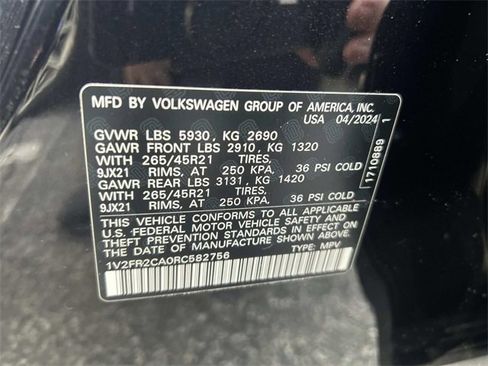 MFD BY VOLKSWAGEN GROUP OF AMERICA, INC.
USA 04/2024
GVWR LBS 5930, KG 2690
GAWR FRONT LBS 2910, KG 1320
WITH 265/45R21 TIRES,
9JX21 RIMS, AT 250 KPA, 36 PSI COLD
GAWR REAR LBS 3131, KG 1420
WITH 265/45R21 TIRES,
9JX21 RIMS, AT 250 KPA, 36 PSI COLD
THIS VEHICLE CONFORMS TO ALL APPLICABLE
U.S. FEDERAL MOTOR VEHICLE SAFETY AND
THEFT PREVENTION STANDARDS IN EFFECT ON
THE DATE OF MANUFACTURE SHOWN ABOVE.
1V2FR2CA0RC582756 TYPE: MPV
1710889 1